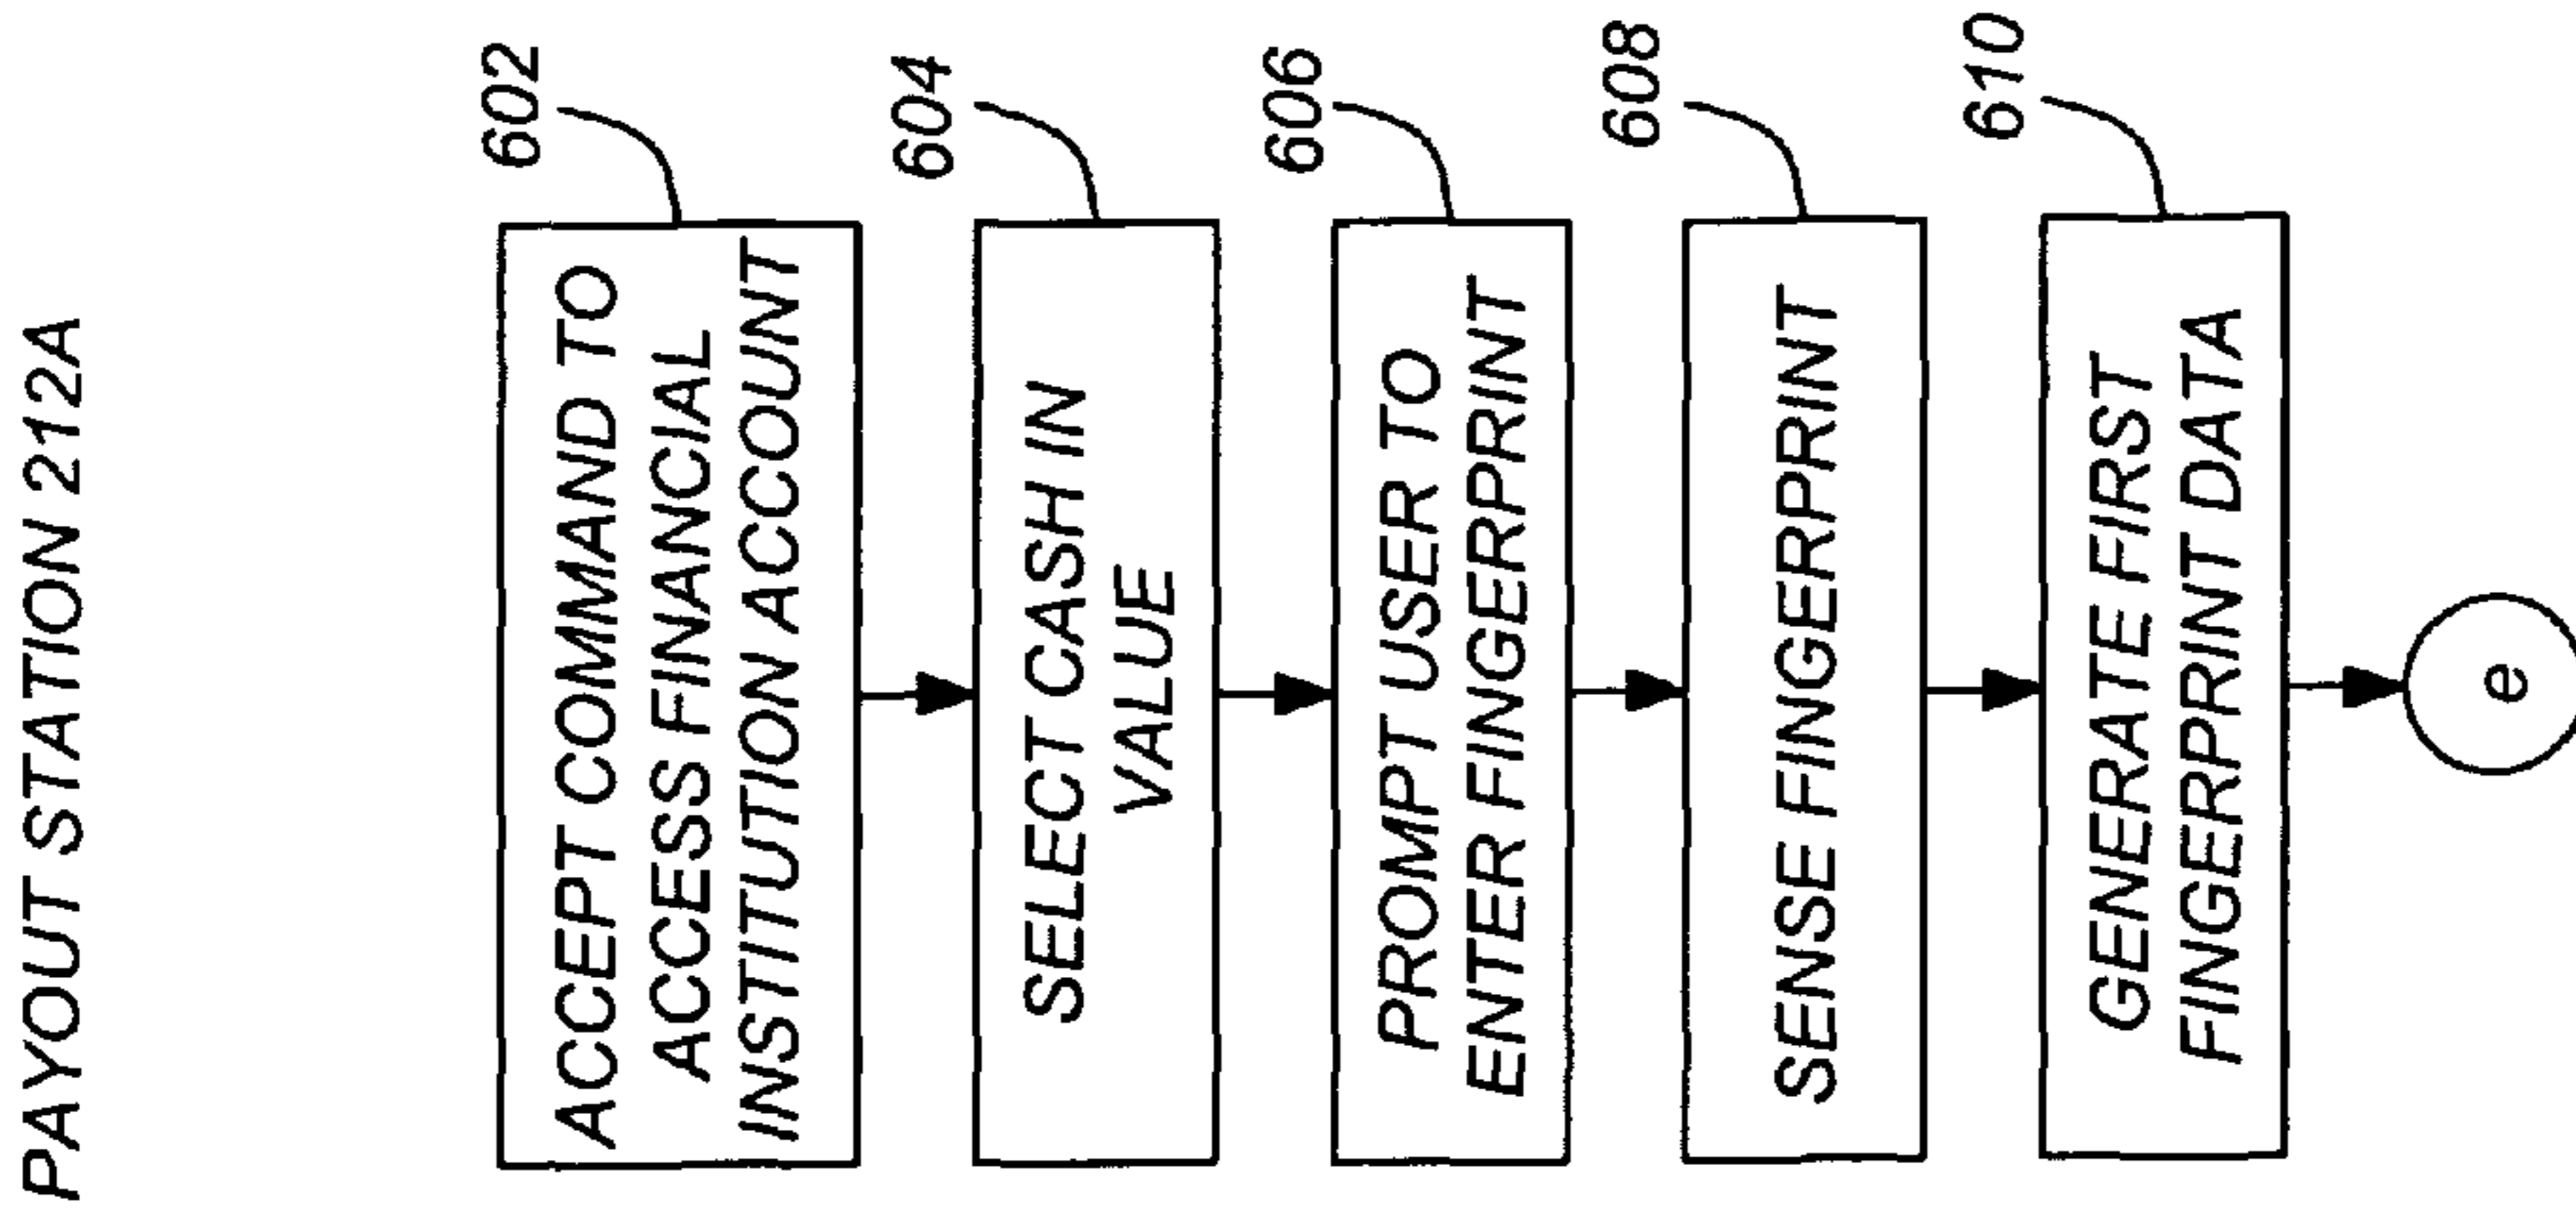 PAYOUT STATION 212A
602
ACCEPT COMMAND TO
ACCESS FINANCIAL
INSTITUTION ACCOUNT
604
SELECT CASH IN
VALUE
606
PROMPT USER TO
ENTER FINGERPRINT
608
SENSE FINGERPRINT
610
GENERATE FIRST
FINGERPRINT DATA
e